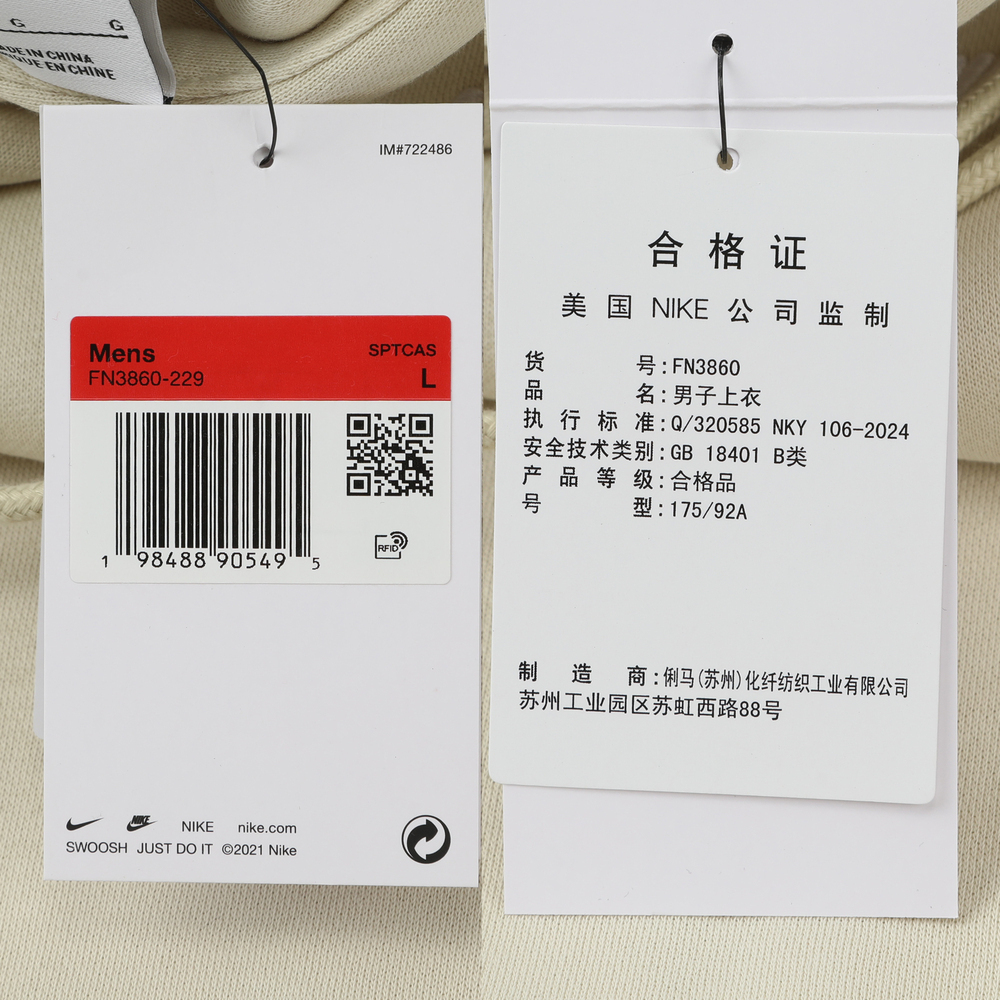 G G
MADE IN CHINA
EN CHINE
IM#722486
Mens
SPTCAS
FN3860-229
L
1 98488 90549 5
RFID
NIKE
NIKE nike.com
SWOOSH JUST DO IT ©2021 Nike
合格证
美国 NIKE 公司监制
货号:FN3860
品名:男子上衣
执行标准:Q/320585 NKY 106-2024
安全技术类别:GB 18401 B类
产品等级:合格品
号型:175/92A
制造商:俐马(苏州)化纤纺织工业有限公司
苏州工业园区苏虹西路88号